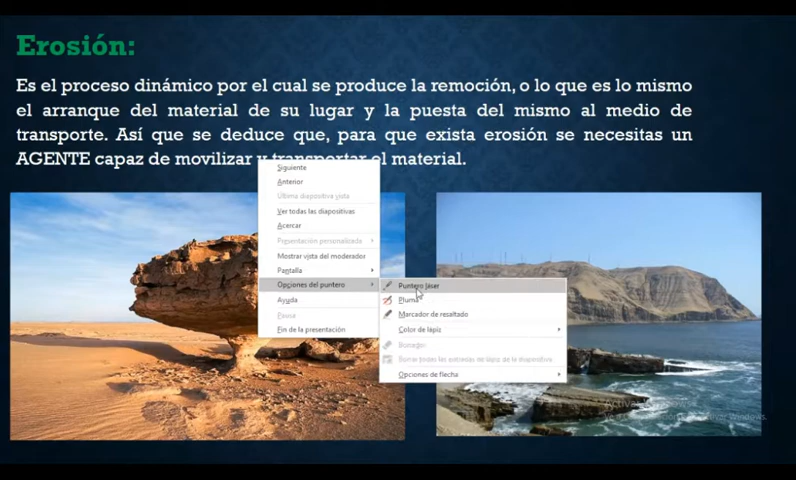 Erosión:
Es el proceso dinámico por el cual se produce la remoción, o lo que es lo mismo
el arranque del material de su lugar y la puesta del mismo al medio de
transporte. Así que se deduce que, para que exista erosión se necesitas un
AGENTE capaz de movilizar y transportar el material.
Siguiente
Anterior
Última diapositiva vista
Ver todas las diapositivas
Acercar
Presentación personalizada
Mostrar vista del moderador
Pantalla
Opciones del puntero
Ayuda
Pausa
Fin de la presentación
Puntero láser
Pluma
Marcador de resaltado
Color de lápiz
Borrador
Borrar todas las entradas de lápiz de la diapositiva
Opciones de flecha
Windows.